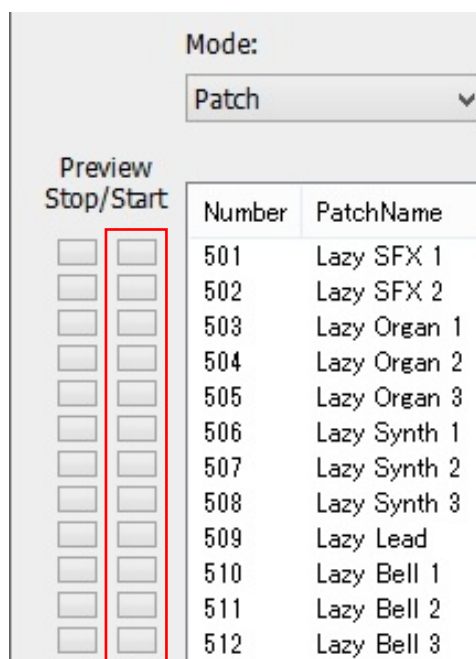 Mode:
Patch
Preview
Stop/Start
Number PatchName
501 Lazy SFX 1
502 Lazy SFX 2
503 Lazy Organ 1
504 Lazy Organ 2
505 Lazy Organ 3
506 Lazy Synth 1
507 Lazy Synth 2
508 Lazy Synth 3
509 Lazy Lead
510 Lazy Bell 1
511 Lazy Bell 2
512 Lazy Bell 3